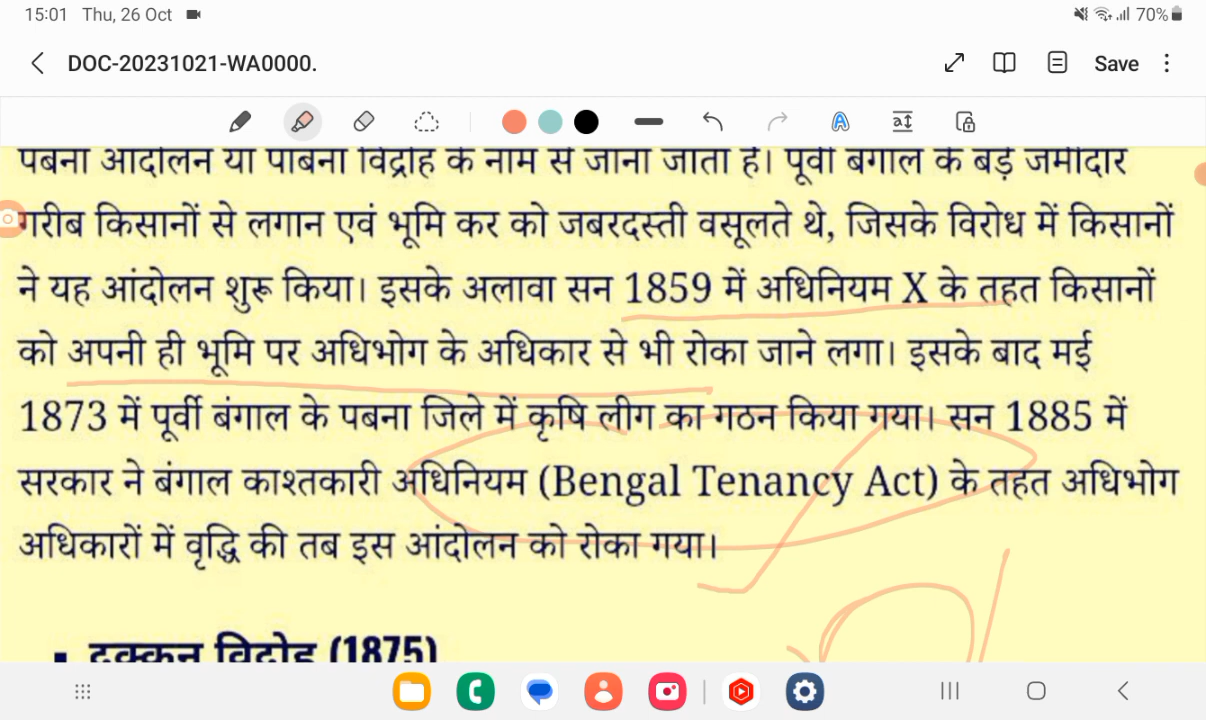 15:01 Thu, 26 Oct 70%
DOC-20231021-WA0000. Save
पबना आंदोलन या पाबना विद्रोह के नाम से जाना जाता है। पूर्वी बंगाल के बड़े जमींदार
गरीब किसानों से लगान एवं भूमि कर को जबरदस्ती वसूलते थे, जिसके विरोध में किसानों
ने यह आंदोलन शुरू किया। इसके अलावा सन 1859 में अधिनियम X के तहत किसानों
को अपनी ही भूमि पर अधिभोग के अधिकार से भी रोका जाने लगा। इसके बाद मई
1873 में पूर्वी बंगाल के पबना जिले में कृषि लीग का गठन किया गया। सन 1885 में
सरकार ने बंगाल काश्तकारी अधिनियम (Bengal Tenancy Act) के तहत अधिभोग
अधिकारों में वृद्धि की तब इस आंदोलन को रोका गया।
▪ दक्कन विद्रोह (1875)